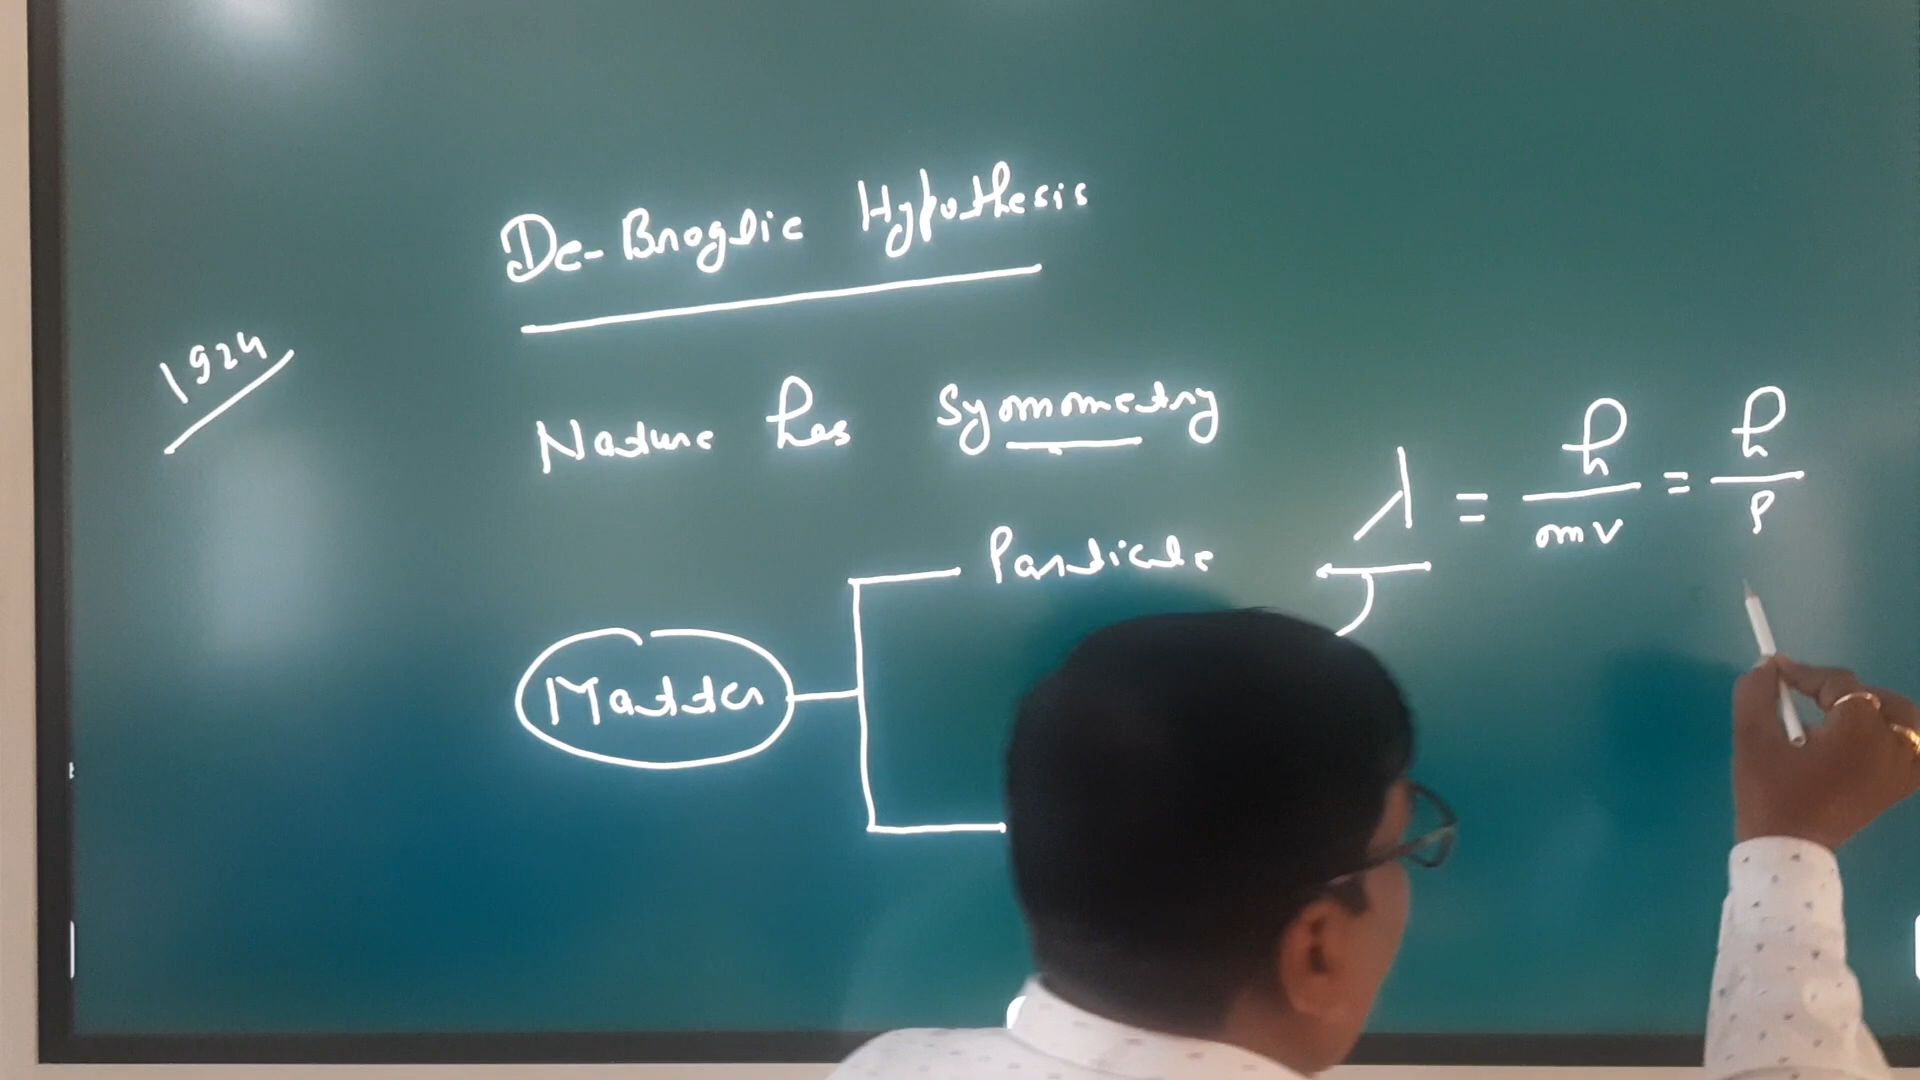 De-Broglie Hypothesis
1924
Nature has Symmetry
λ = h/mv = h/p
Particle
Matter